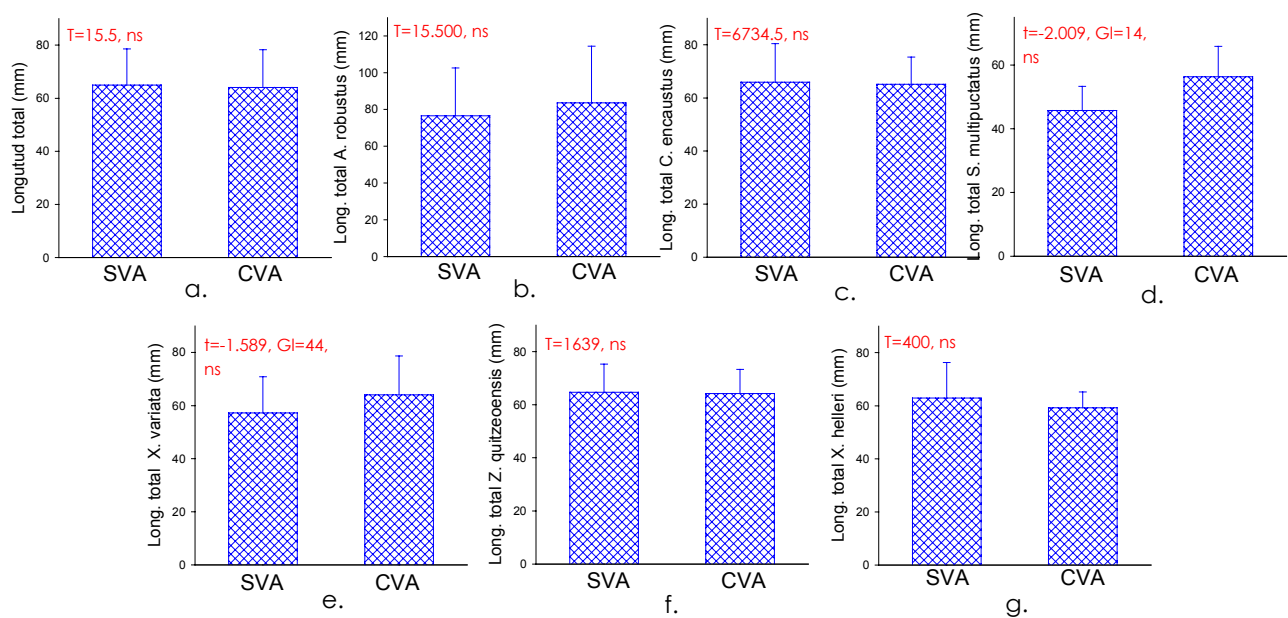 T=15.5, ns
Longutud total (mm)
80
60
40
20
0
SVA CVA
a.
T=15.500, ns
Long. total A. robustus (mm)
120
100
80
60
40
20
0
SVA CVA
b.
T=6734.5, ns
Long. total C. encaustus (mm)
80
60
40
20
0
SVA CVA
c.
t=-2.009, Gl=14,
ns
Long. total S. multipuctatus (mm)
60
40
20
0
SVA CVA
d.
t=-1.589, Gl=44,
ns
Long. total X. variata (mm)
80
60
40
20
0
SVA CVA
e.
T=1639, ns
Long. total Z. quitzeoensis (mm)
80
60
40
20
0
SVA CVA
f.
T=400, ns
Long. total X. helleri (mm)
80
60
40
20
0
SVA CVA
g.